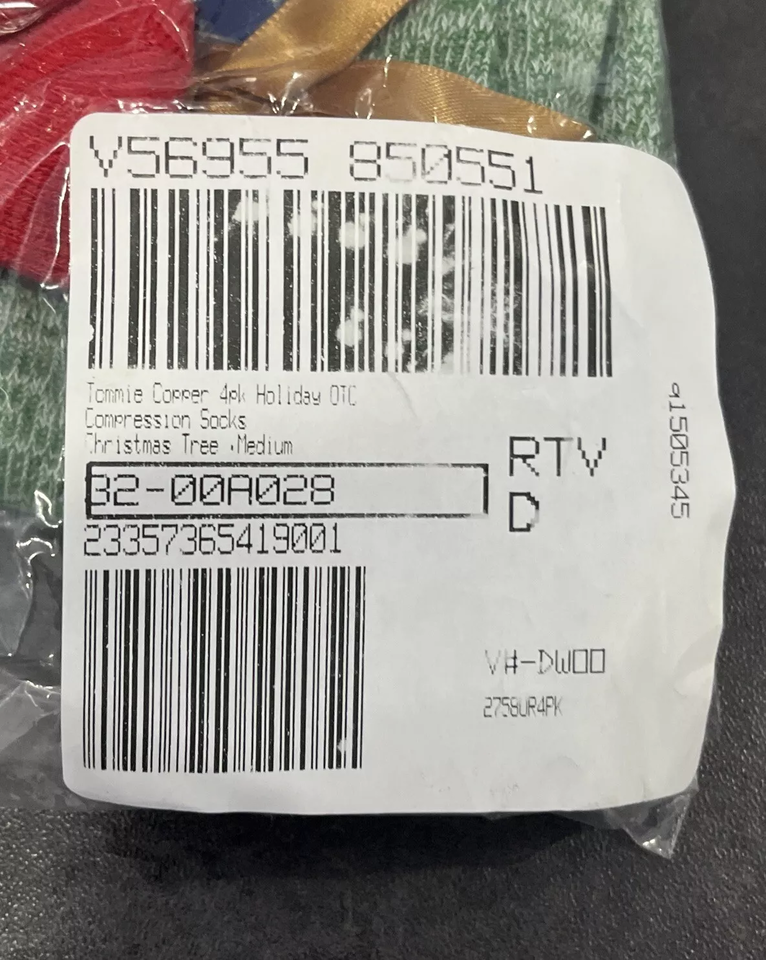 V56955 850551
Tommie Copper 4pk Holiday OTC
Compression Socks
Christmas Tree ,Medium
B2-00A028
RTV
D
23357365419001
V#-DW00
2758UR4PK
91505345